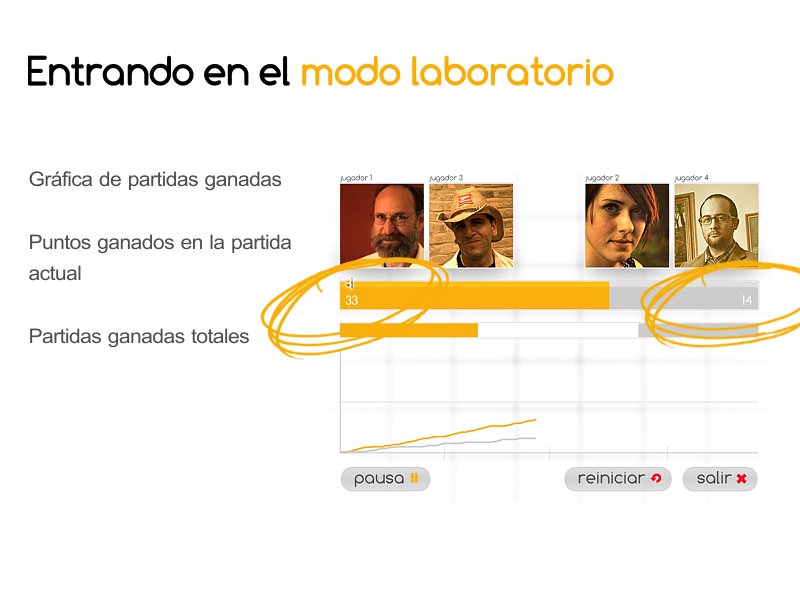 Entrando en el modo laboratorio
Gráfica de partidas ganadas
Puntos ganados en la partida
actual
Partidas ganadas totales
jugador 1
jugador 3
jugador 2
jugador 4
33
14
pausa
reiniciar
salir